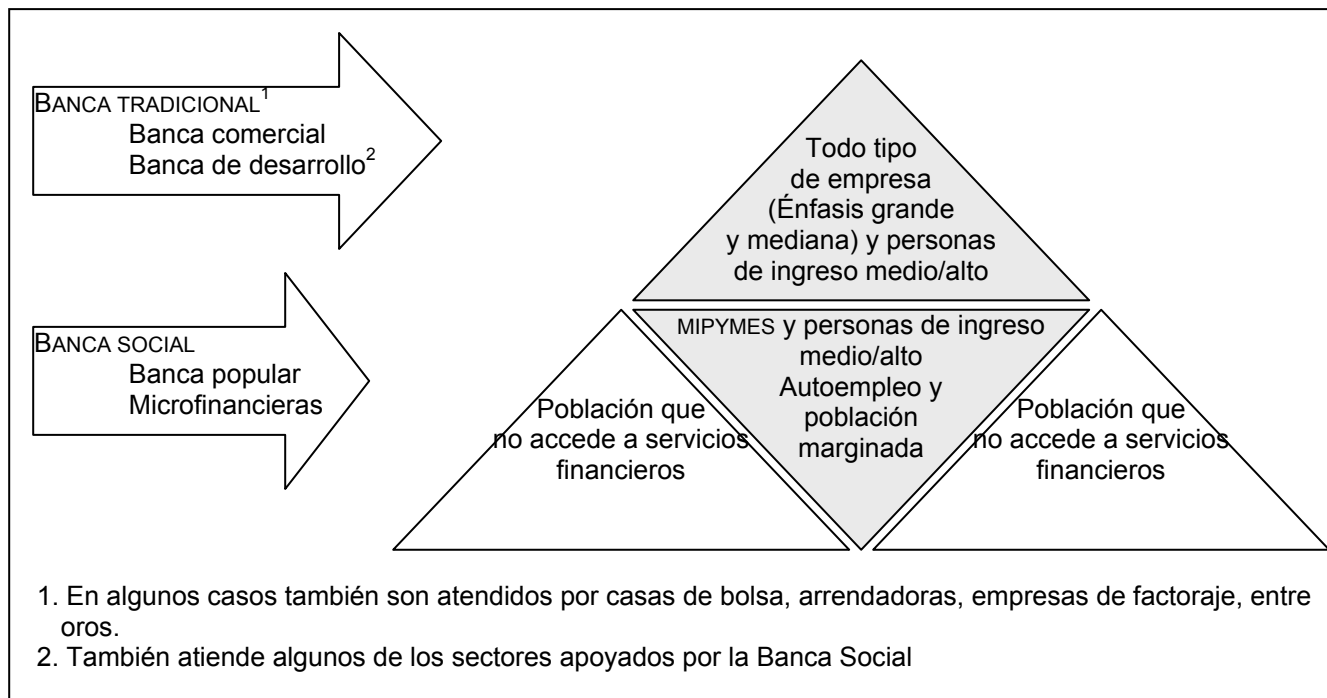 BANCA TRADICIONAL1
Banca comercial
Banca de desarrollo2
Todo tipo
de empresa
(Énfasis grande
y mediana) y personas
de ingreso medio/alto
BANCA SOCIAL
Banca popular
Microfinancieras
MIPYMES y personas de ingreso
medio/alto
Autoempleo y
población
marginada
Población que
no accede a servicios
financieros
Población que
no accede a servicios
financieros
1. En algunos casos también son atendidos por casas de bolsa, arrendadoras, empresas de factoraje, entre
oros.
2. También atiende algunos de los sectores apoyados por la Banca Social